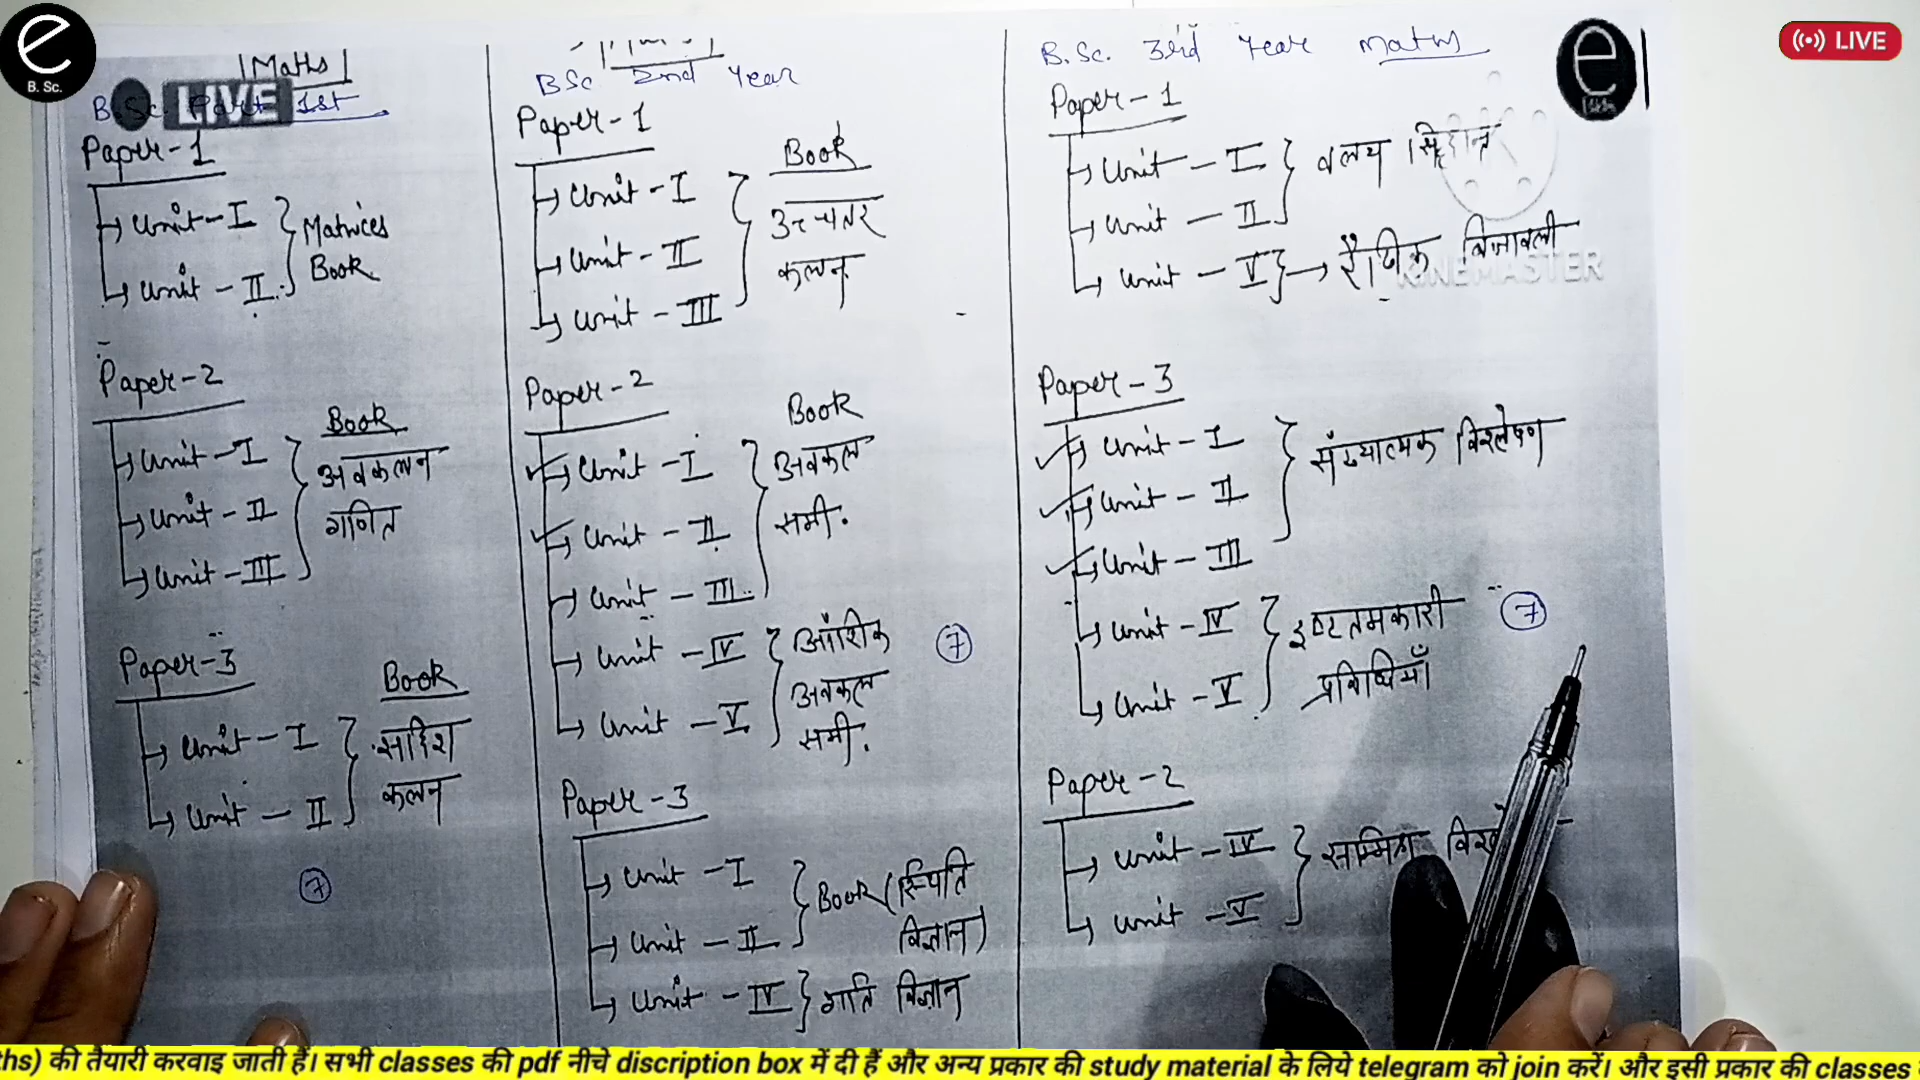 e
B. Sc.
LIVE
Maths
B.Sc. Part 1st
Paper-1
Unit - I
Unit - II
Matrices
Book
Paper-2
Unit - I
Unit - II
Unit - III
Book
अवकलन
गणित
Paper-3
Unit - I
Unit - II
Book
सदिश
कलन
7
BSc 2nd Year
Paper-1
Unit - I
Unit - II
Unit - III
Book
उच्चतर
कलन
Paper-2
Unit - I
Unit - II
Unit - III
Book
अवकल
समी.
Unit - IV
Unit - V
आंशिक
अवकल
समी.
7
Paper-3
Unit - I
Unit - II
Book (स्थिति
विज्ञान)
Unit - IV
गति विज्ञान
B.Sc. 3rd Year Maths
Paper-1
Unit - I
Unit - II
वलय सिद्धान्त
Unit - V → रैखिक बिजावली
KINEMASTER
Paper-3
Unit - I
Unit - II
Unit - III
संख्यात्मक विश्लेषण
Unit - IV
Unit - V
इष्टतमकारी
प्रविधियाँ
7
Paper-2
Unit - IV
Unit - V
सम्मिश्र
e
LIVE
ths) की तैयारी करवाइ जाती हैं। सभी classes की pdf नीचे discription box में दी हैं और अन्य प्रकार की study material के लिये telegram को join करें। और इसी प्रकार की classes